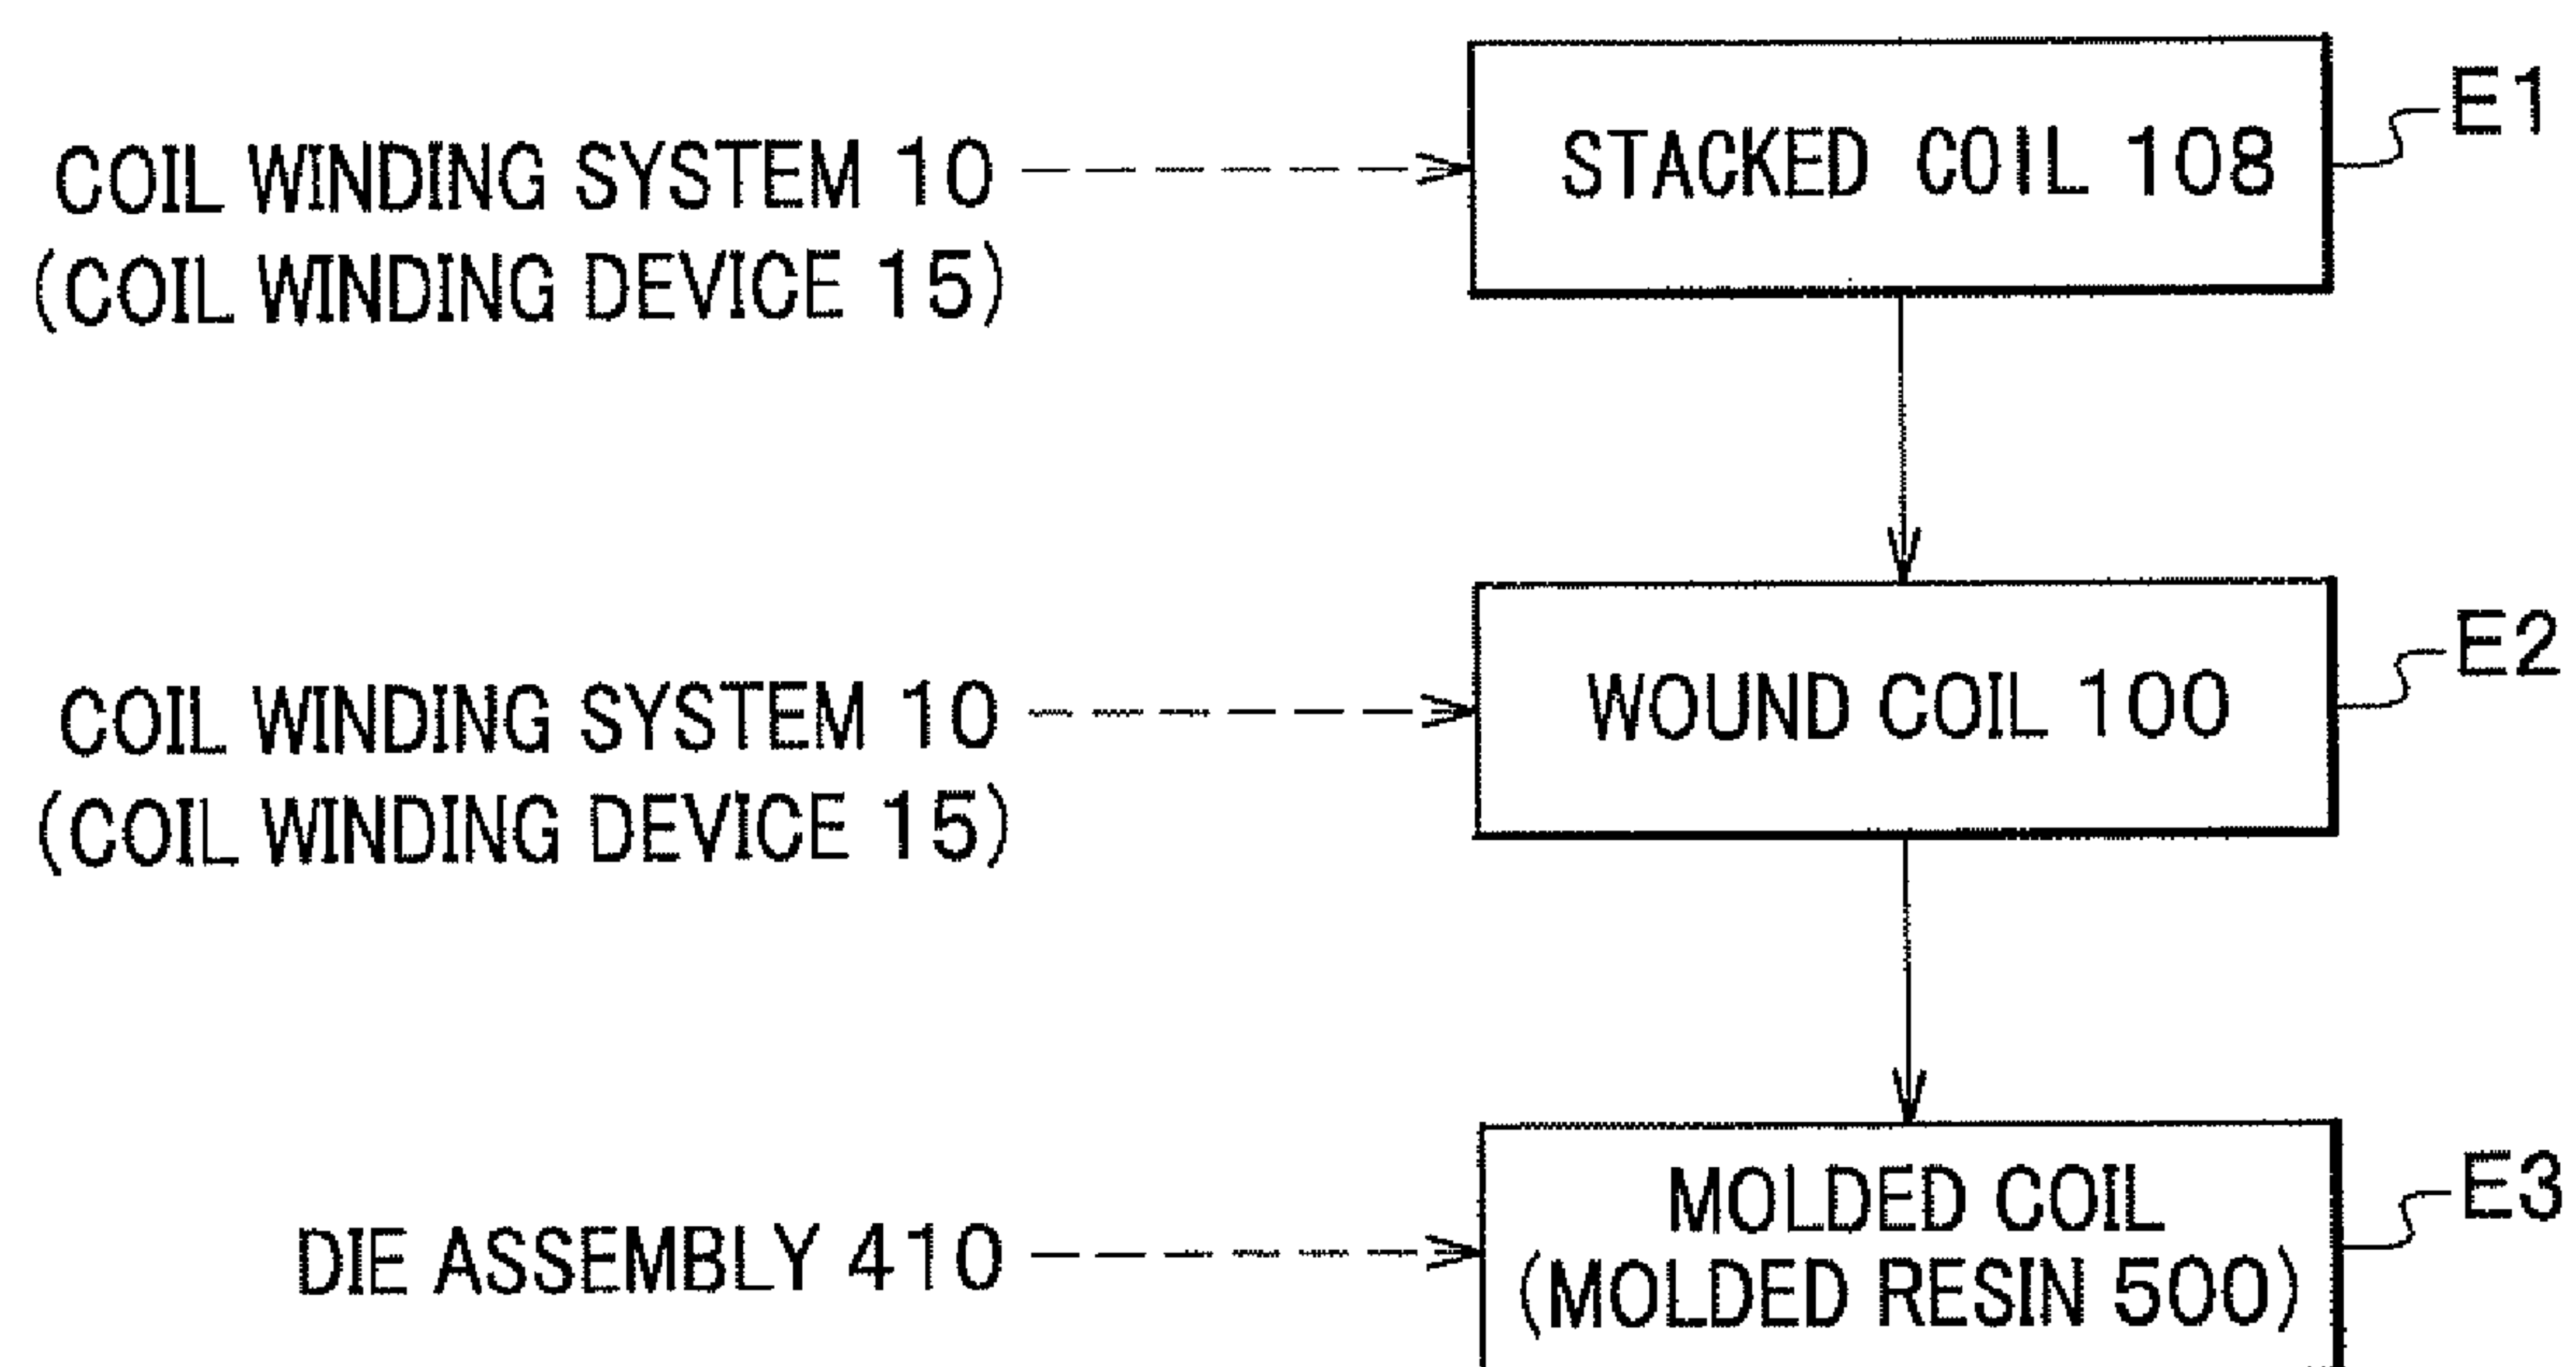 COIL WINDING SYSTEM 10
(COIL WINDING DEVICE 15)
STACKED COIL 108
E1
COIL WINDING SYSTEM 10
(COIL WINDING DEVICE 15)
WOUND COIL 100
E2
DIE ASSEMBLY 410
MOLDED COIL
(MOLDED RESIN 500)
E3